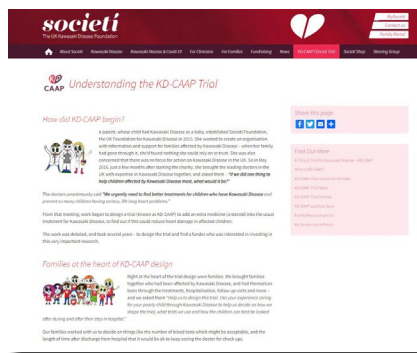 societi
The UK Kawasaki Disease Foundation
MySocieti
Contact us
Family Portal
About Societi Kawasaki Disease Kawasaki Disease & Covid-19 For Clinicians For Families Fundraising News KD-CAAP Clinical Trial Societi Shop Steering Group
KD
CAAP
Understanding the KD-CAAP Trial
How did KD-CAAP begin?
A parent, whose child had Kawasaki Disease as a baby, established Societi Foundation,
the UK Foundation for Kawasaki Disease in 2015. She wanted to create an organisation
with information and support for families affected by Kawasaki Disease – when her family
had gone through it, she'd found nothing she could rely on or trust. She was also
concerned that there was no focus for action on Kawasaki Disease in the UK. So in May
2016, just a few months after starting the charity, she brought the leading doctors in the
UK with expertise in Kawasaki Disease together, and asked them – "If we did one thing to
help children affected by Kawasaki Disease most, what would it be?"
The doctors unanimously said "We urgently need to find better treatments for children who have Kawasaki Disease and
prevent so many children having serious, life long heart problems."
From that meeting, work began to design a trial (known as KD-CAAP) to add an extra medicine (a steroid) into the usual
treatment for Kawasaki Disease, to find out if this could reduce heart damage in affected children.
The work was detailed, and took several years - to design the trial and find a funder who was interested in investing in
this very important research.
Families at the heart of KD-CAAP design
Right at the heart of the trial design were families. We brought families
together who had been affected by Kawasaki Disease, and had themselves
been through the treatments, hospitalisation, follow up visits and more –
and we asked them "Help us to design this trial. Use your experience caring
for your poorly child through Kawasaki Disease to help us decide on how we
shape the trial, what tests we use and how the children can best be looked
after during and after their stay in hospital."
Our families worked with us to decide on things like the number of blood tests which might be acceptable, and the
length of time after discharge from hospital that it would be ok to keep seeing the doctor for check ups.
Share this page
Find Out More